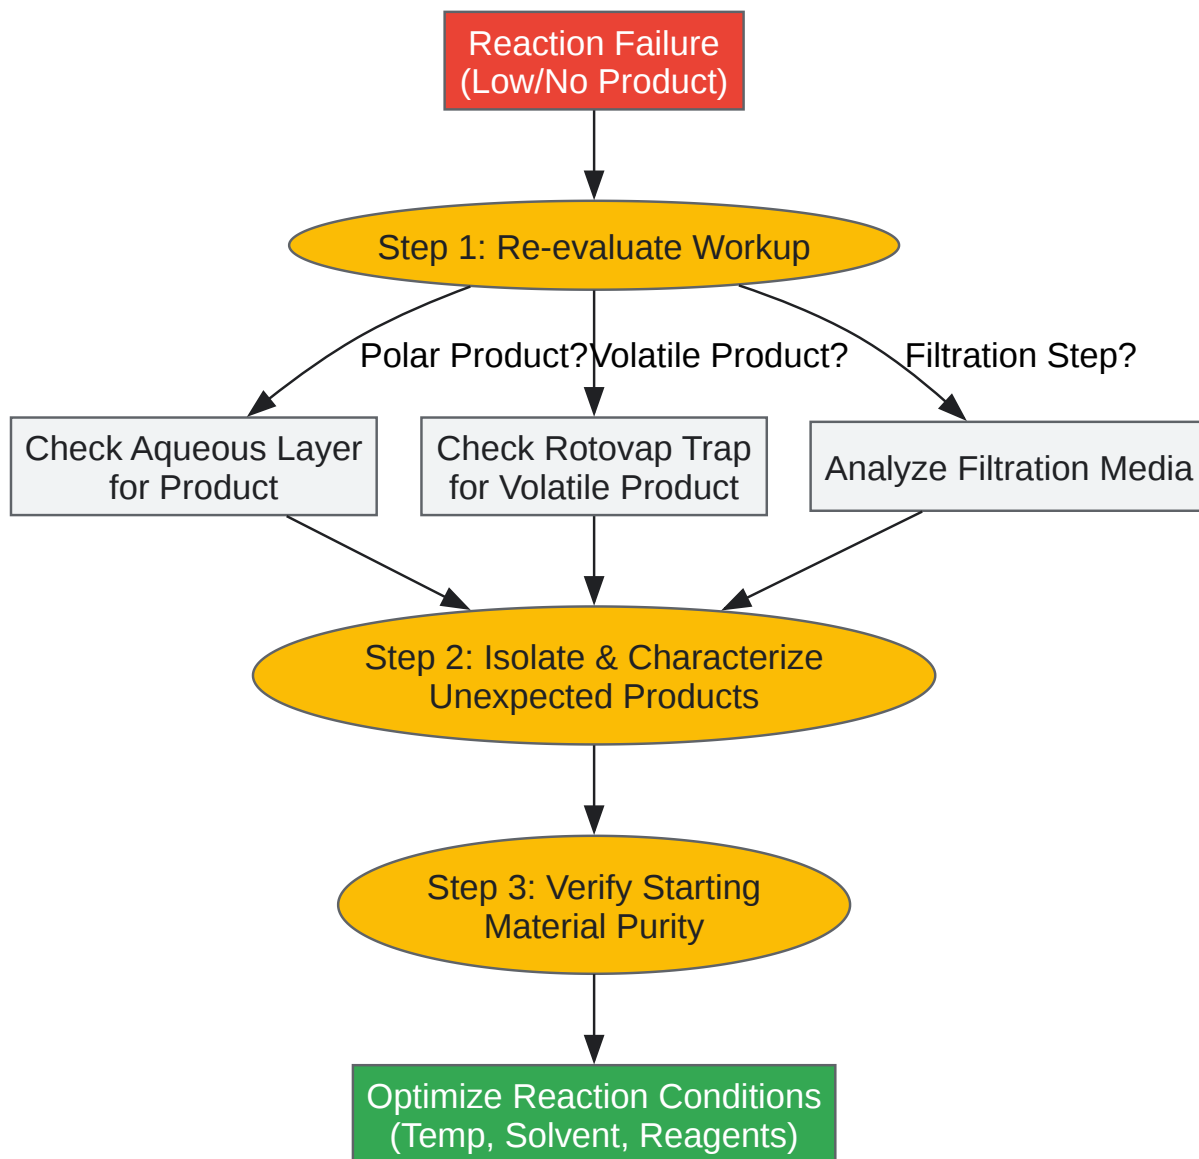 Reaction Failure
(Low/No Product)
Step 1: Re-evaluate Workup
Polar Product?
Volatile Product?
Filtration Step?
Check Aqueous Layer
for Product
Check Rotovap Trap
for Volatile Product
Analyze Filtration Media
Step 2: Isolate & Characterize
Unexpected Products
Step 3: Verify Starting
Material Purity
Optimize Reaction Conditions
(Temp, Solvent, Reagents)